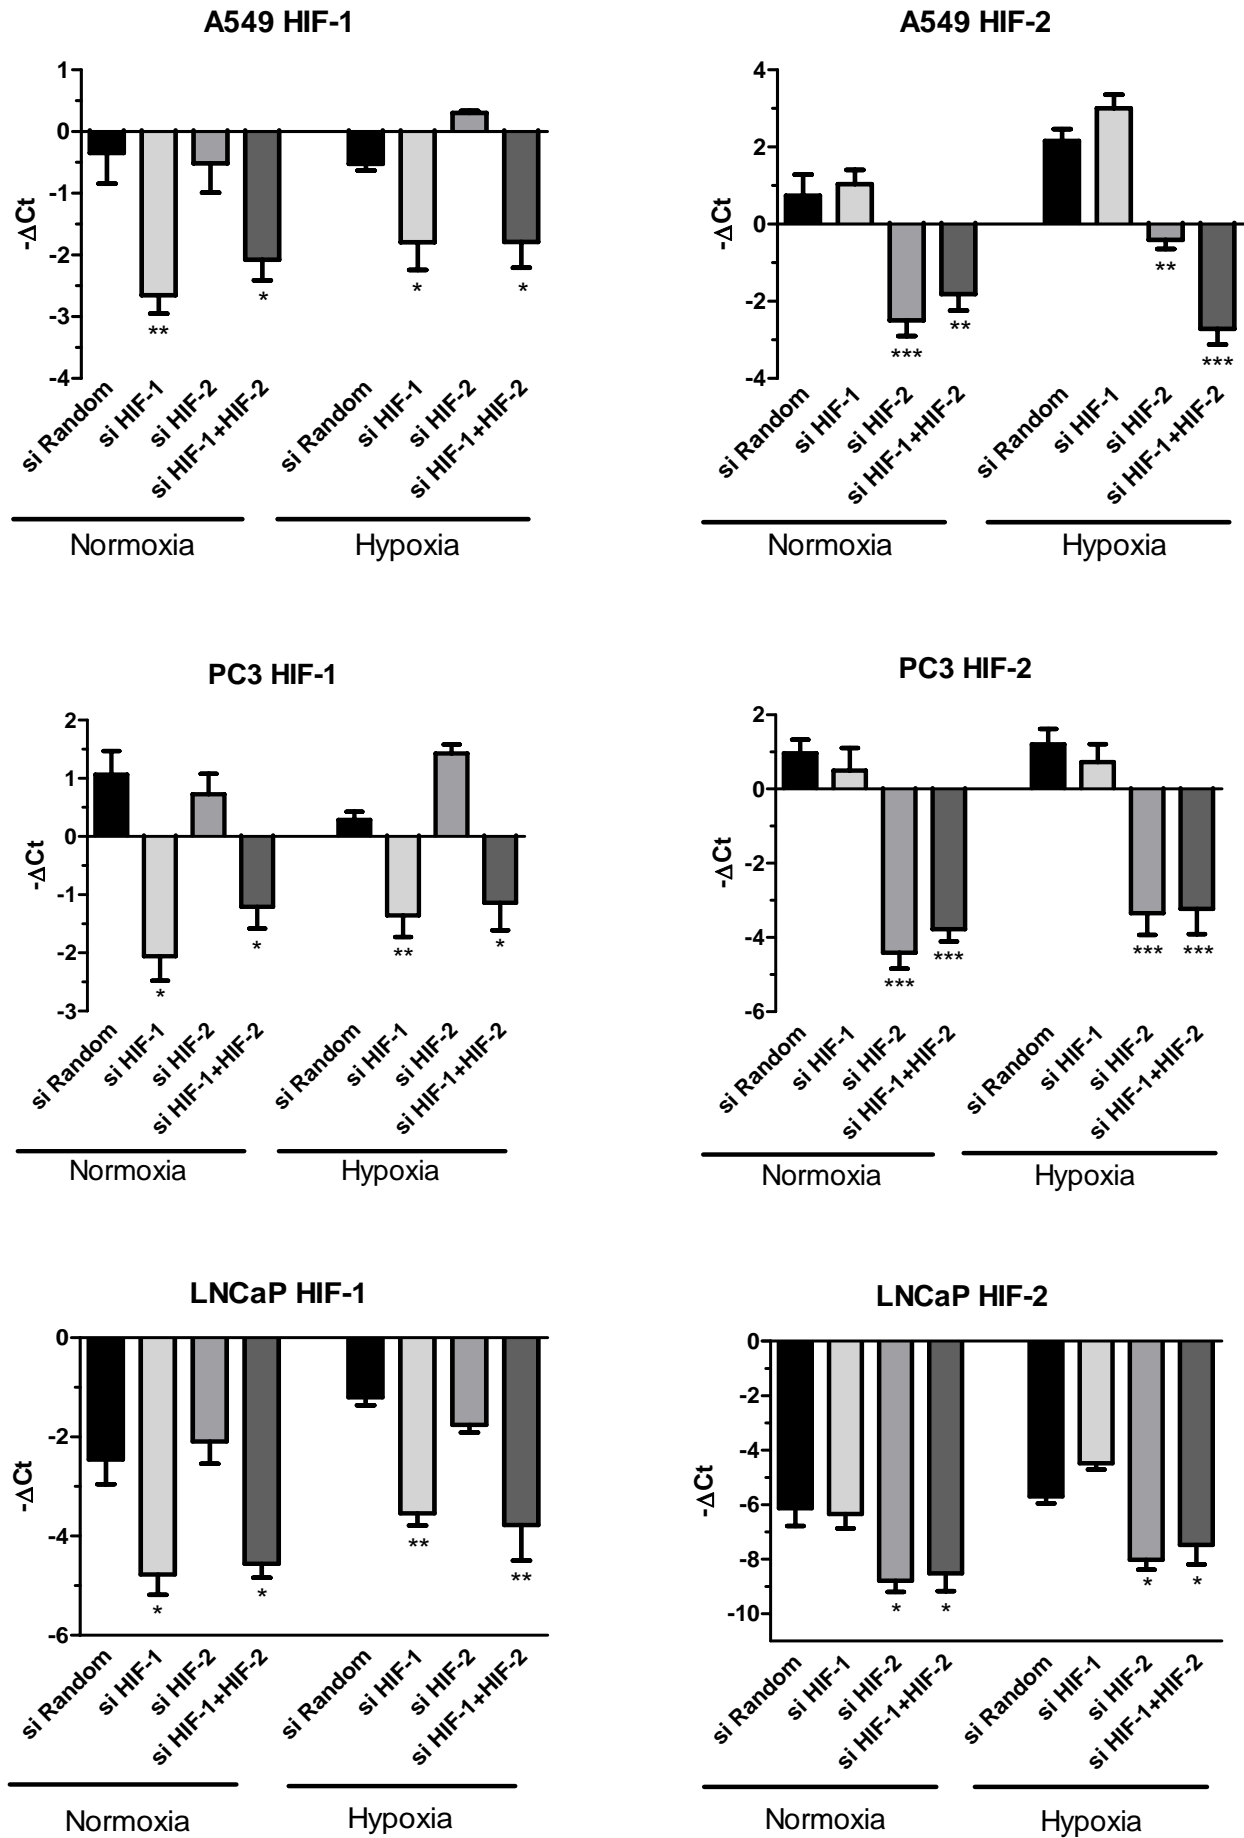 A549 HIF-1
1
0
-1
-2
-3
-4
-ΔCt
**
*
*
*
si Random
si HIF-1
si HIF-2
si HIF-1+HIF-2
si Random
si HIF-1
si HIF-2
si HIF-1+HIF-2
Normoxia
Hypoxia
A549 HIF-2
4
2
0
-2
-4
-ΔCt
***
**
**
***
si Random
si HIF-1
si HIF-2
si HIF-1+HIF-2
si Random
si HIF-1
si HIF-2
si HIF-1+HIF-2
Normoxia
Hypoxia
PC3 HIF-1
2
1
0
-1
-2
-3
-ΔCt
*
*
**
*
si Random
si HIF-1
si HIF-2
si HIF-1+HIF-2
si Random
si HIF-1
si HIF-2
si HIF-1+HIF-2
Normoxia
Hypoxia
PC3 HIF-2
2
0
-2
-4
-6
-ΔCt
***
***
***
***
si Random
si HIF-1
si HIF-2
si HIF-1+HIF-2
si Random
si HIF-1
si HIF-2
si HIF-1+HIF-2
Normoxia
Hypoxia
LNCaP HIF-1
0
-2
-4
-6
-ΔCt
*
*
**
**
si Random
si HIF-1
si HIF-2
si HIF-1+HIF-2
si Random
si HIF-1
si HIF-2
si HIF-1+HIF-2
Normoxia
Hypoxia
LNCaP HIF-2
0
-2
-4
-6
-8
-10
-ΔCt
*
*
*
*
si Random
si HIF-1
si HIF-2
si HIF-1+HIF-2
si Random
si HIF-1
si HIF-2
si HIF-1+HIF-2
Normoxia
Hypoxia